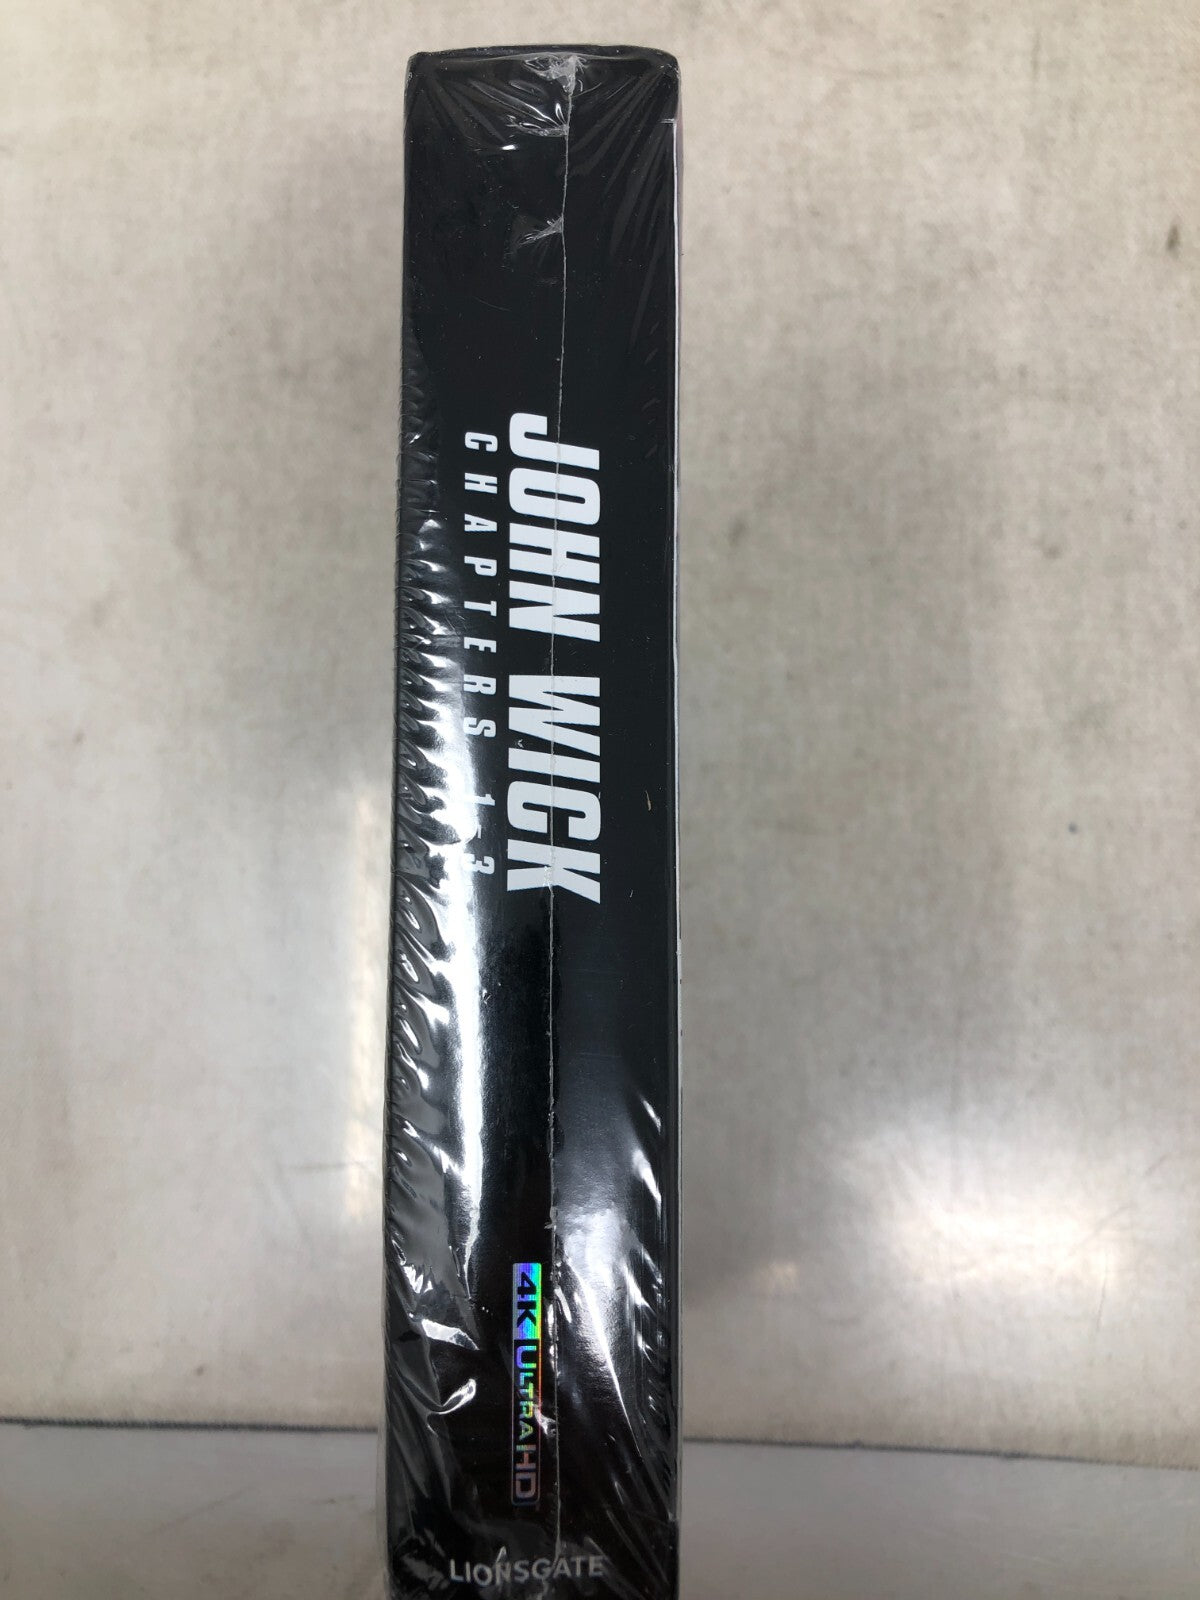 JOHN WICK
CHAPTERS 1-3
4K ULTRA HD
LIONSGATE